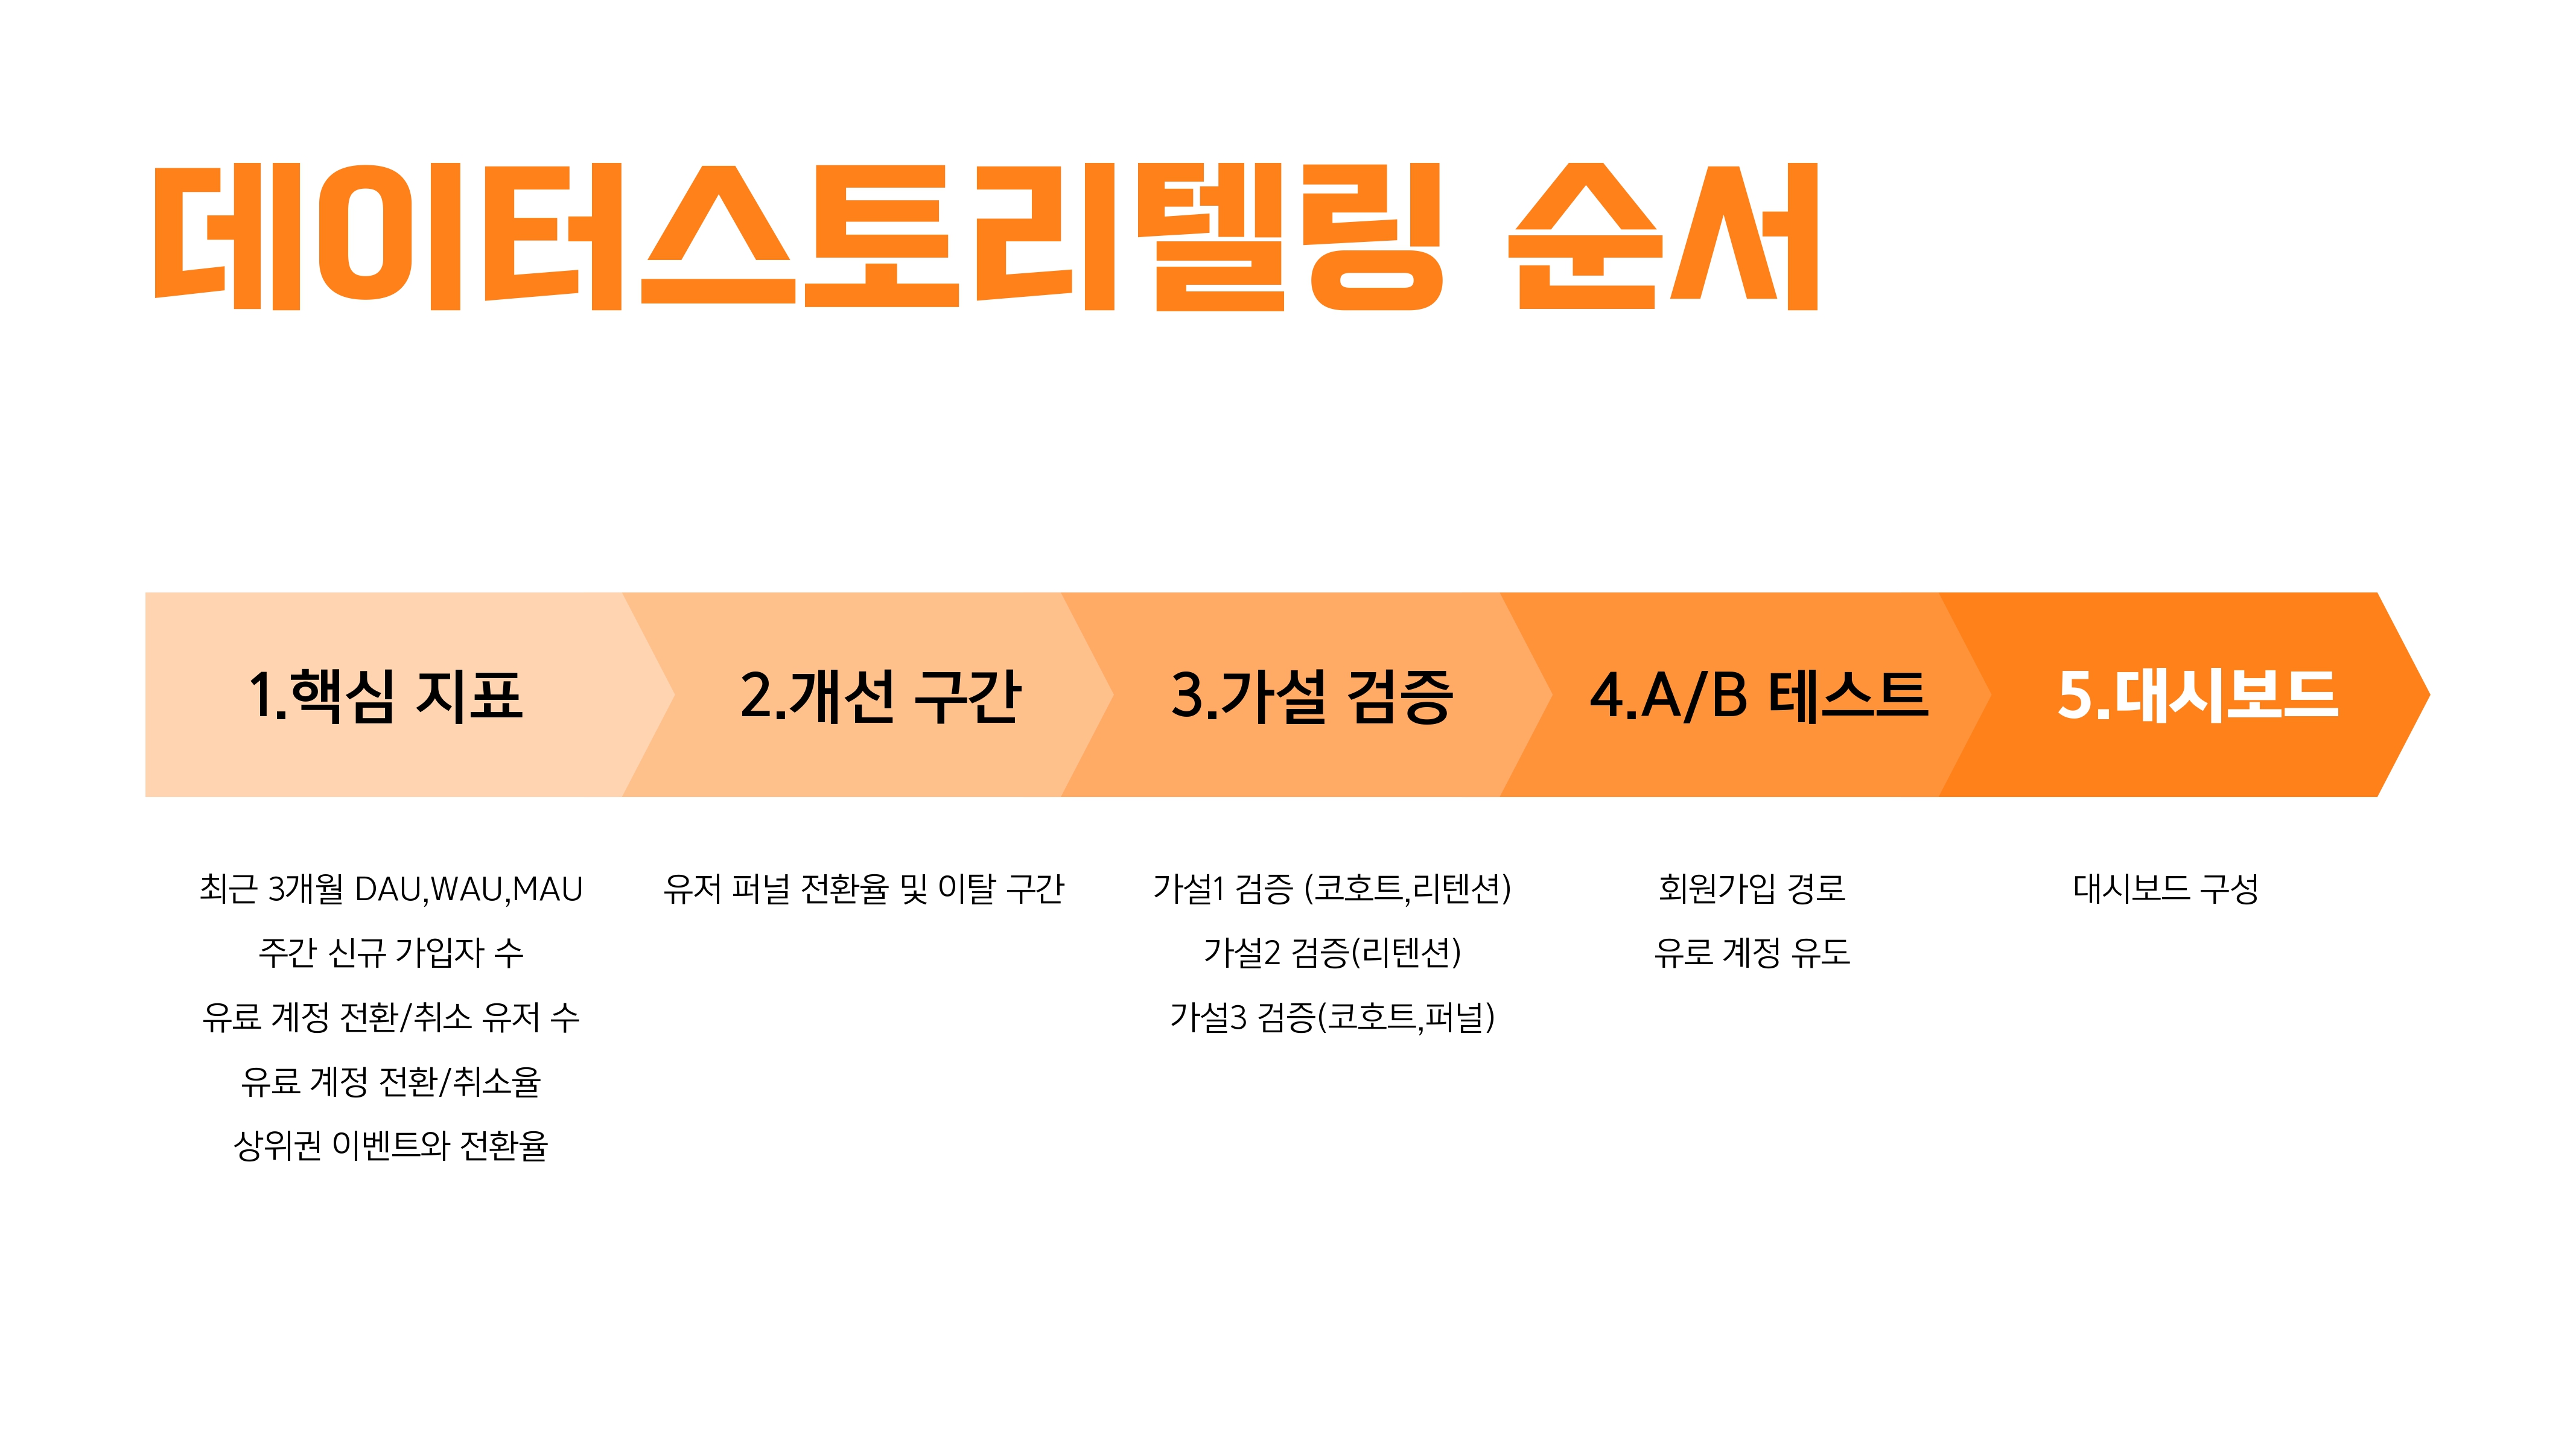 데이터스토리텔링 순서
1.핵심 지표
2.개선 구간
3.가설 검증
4.A/B 테스트
5.대시보드
최근 3개월 DAU,WAU,MAU
주간 신규 가입자 수
유료 계정 전환/취소 유저 수
유료 계정 전환/취소율
상위권 이벤트와 전환율
유저 퍼널 전환율 및 이탈 구간
가설1 검증 (코호트,리텐션)
가설2 검증(리텐션)
가설3 검증(코호트,퍼널)
회원가입 경로
유로 계정 유도
대시보드 구성